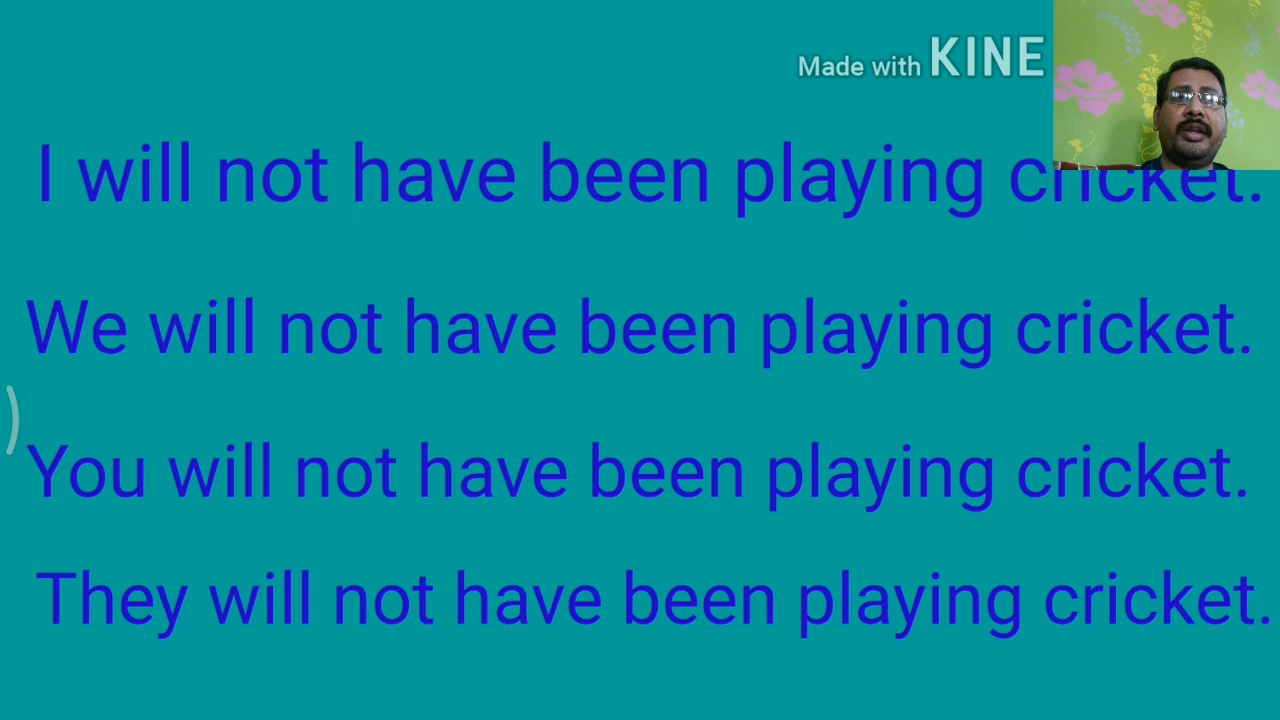 Made with KINE
I will not have been playing cricket.
We will not have been playing cricket.
You will not have been playing cricket.
They will not have been playing cricket.